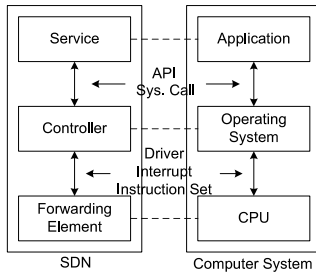 Service
Application
API
Sys. Call
Controller
Operating
System
Driver
Interrupt
Instruction Set
Forwarding
Element
CPU
SDN
Computer System